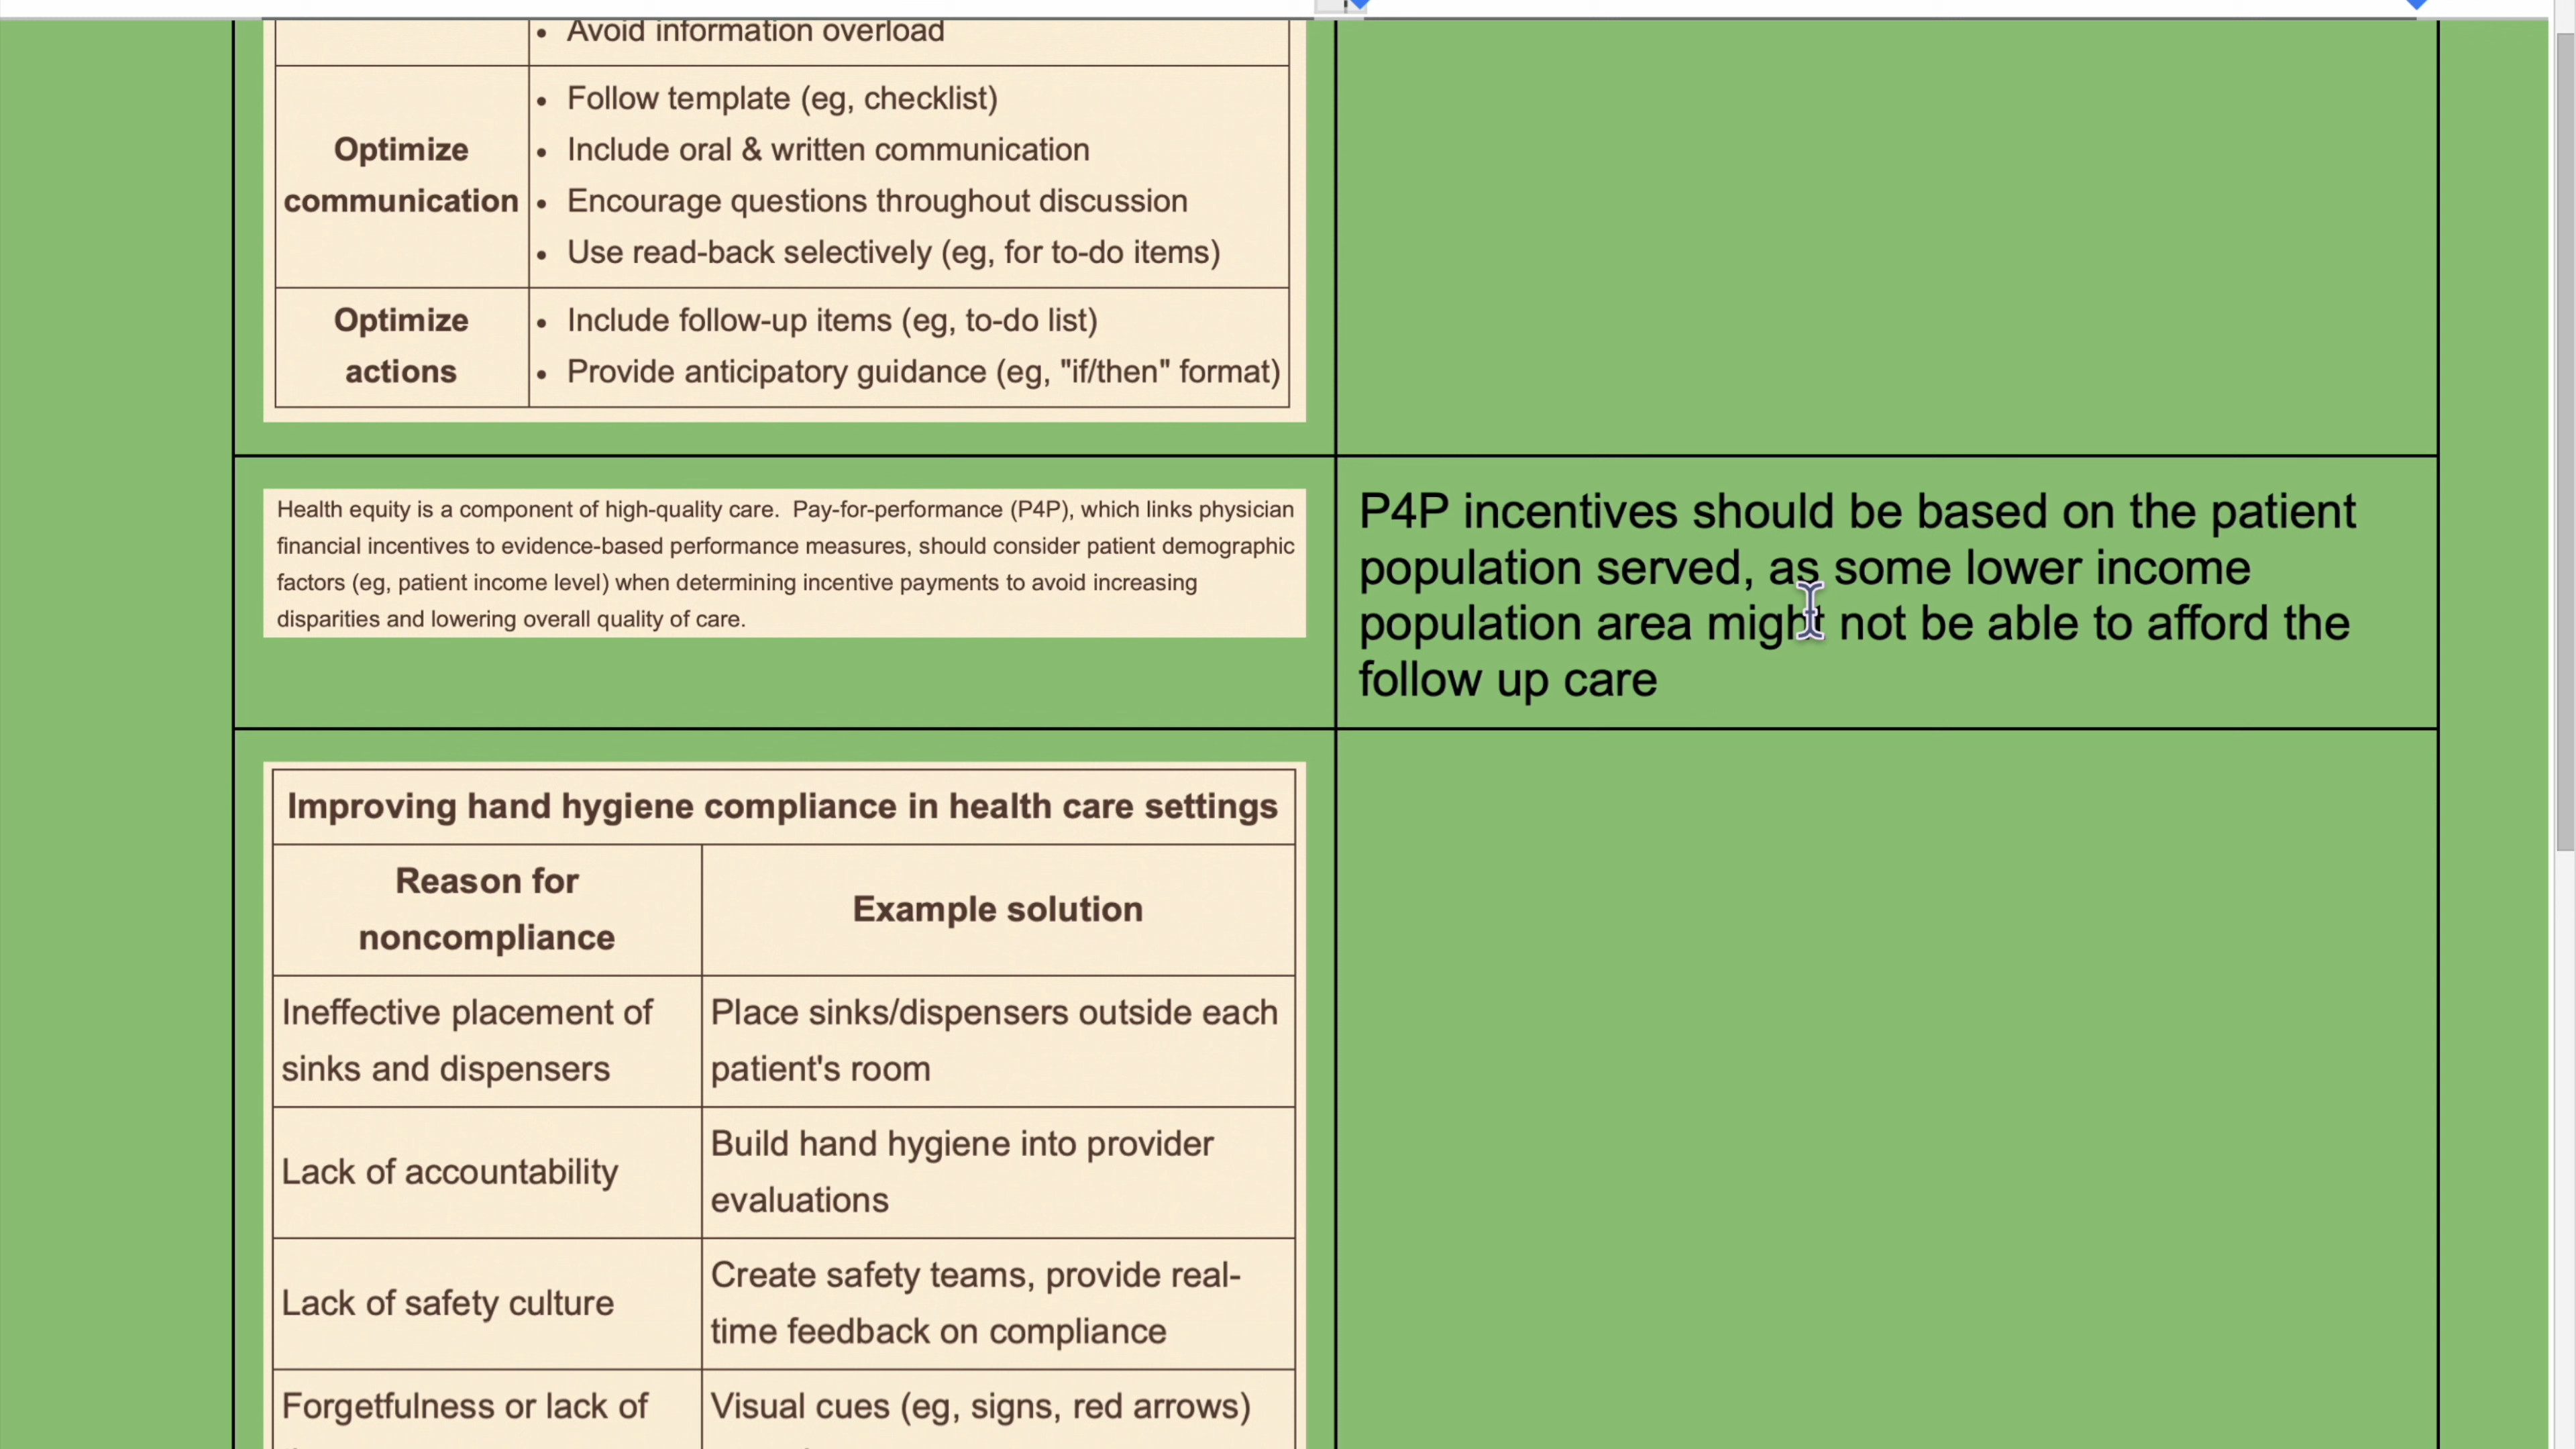 • Avoid information overload
Optimize
communication
• Follow template (eg, checklist)
• Include oral & written communication
• Encourage questions throughout discussion
• Use read-back selectively (eg, for to-do items)
Optimize
actions
• Include follow-up items (eg, to-do list)
• Provide anticipatory guidance (eg, "if/then" format)
Health equity is a component of high-quality care.  Pay-for-performance (P4P), which links physician
financial incentives to evidence-based performance measures, should consider patient demographic
factors (eg, patient income level) when determining incentive payments to avoid increasing
disparities and lowering overall quality of care.
P4P incentives should be based on the patient
population served, as some lower income
population area might not be able to afford the
follow up care
Improving hand hygiene compliance in health care settings
Reason for
noncompliance
Example solution
Ineffective placement of
sinks and dispensers
Place sinks/dispensers outside each
patient's room
Lack of accountability
Build hand hygiene into provider
evaluations
Lack of safety culture
Create safety teams, provide real-
time feedback on compliance
Forgetfulness or lack of
Visual cues (eg, signs, red arrows)